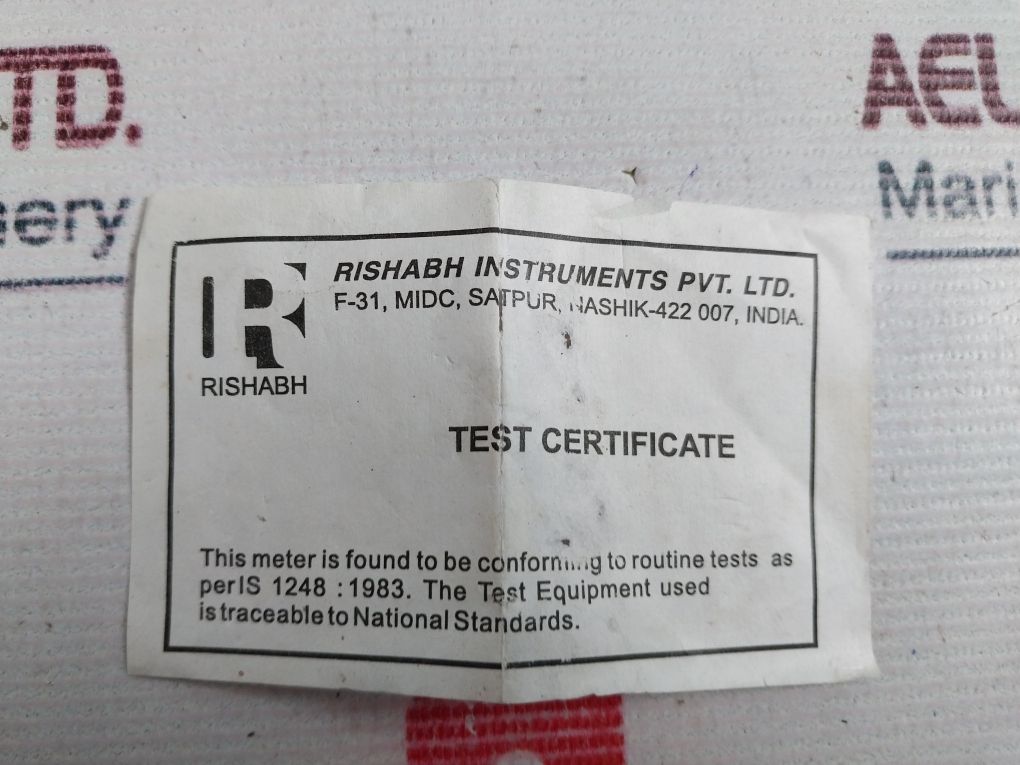 TD.
AEL
ery
Mari
RISHABH INSTRUMENTS PVT. LTD.
F-31, MIDC, SATPUR, NASHIK-422 007, INDIA.
R
RISHABH
TEST CERTIFICATE
This meter is found to be conforming to routine tests as
per IS 1248 : 1983. The Test Equipment used
is traceable to National Standards.